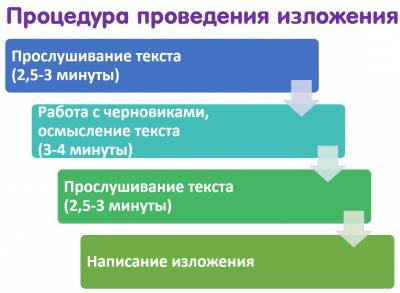 Процедура проведения изложения
Прослушивание текста
(2,5-3 минуты)
Работа с черновиками,
осмысление текста
(3-4 минуты)
Прослушивание текста
(2,5-3 минуты)
Написание изложения